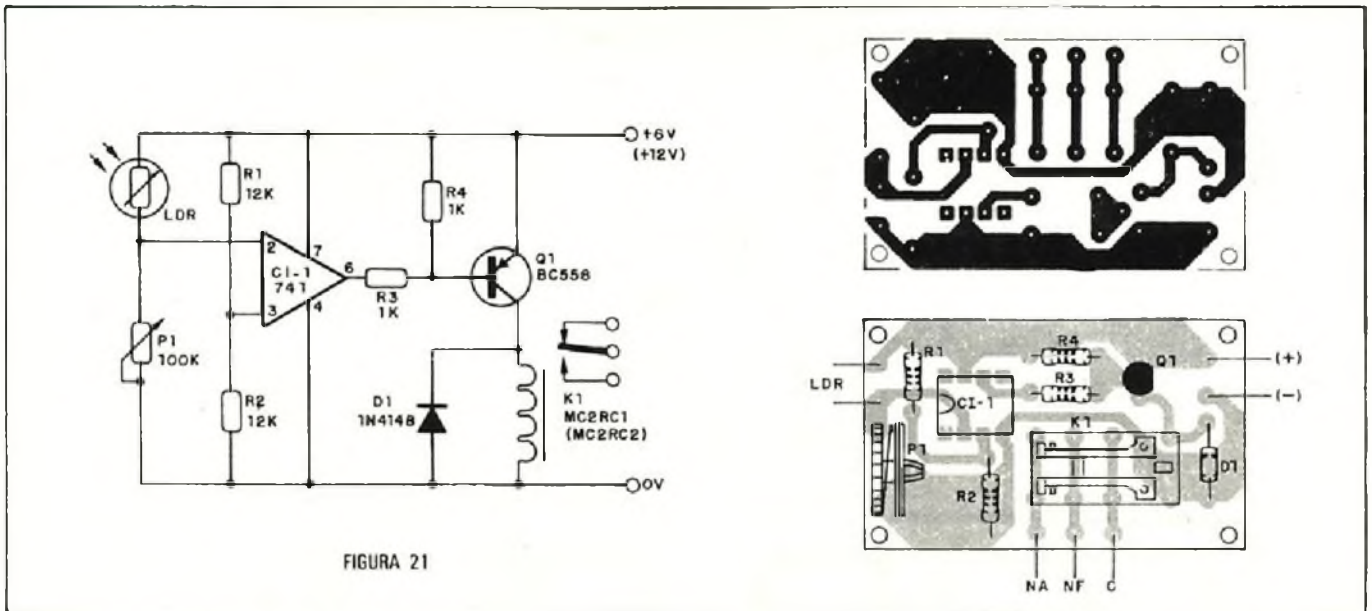 +6V
(+12V)
R1
12K
R4
1K
LDR
2
7
CI-1
741
6
3
4
R3
1K
Q1
BC558
P1
100K
R2
12K
D1
1N4148
K1
MC2RC1
(MC2RC2)
0V
FIGURA 21
R1
R4
Q1
(+)
LDR
CI-1
R3
(-)
K1
P1
D1
R2
NA NF C